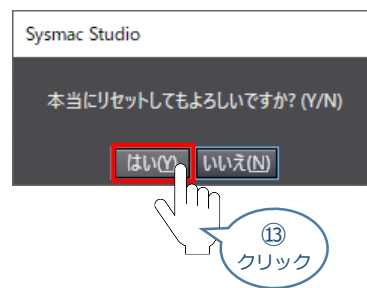 Sysmac Studio
本当にリセットしてもよろしいですか? (Y/N)
はい(Y) いいえ(N)
⑬
クリック